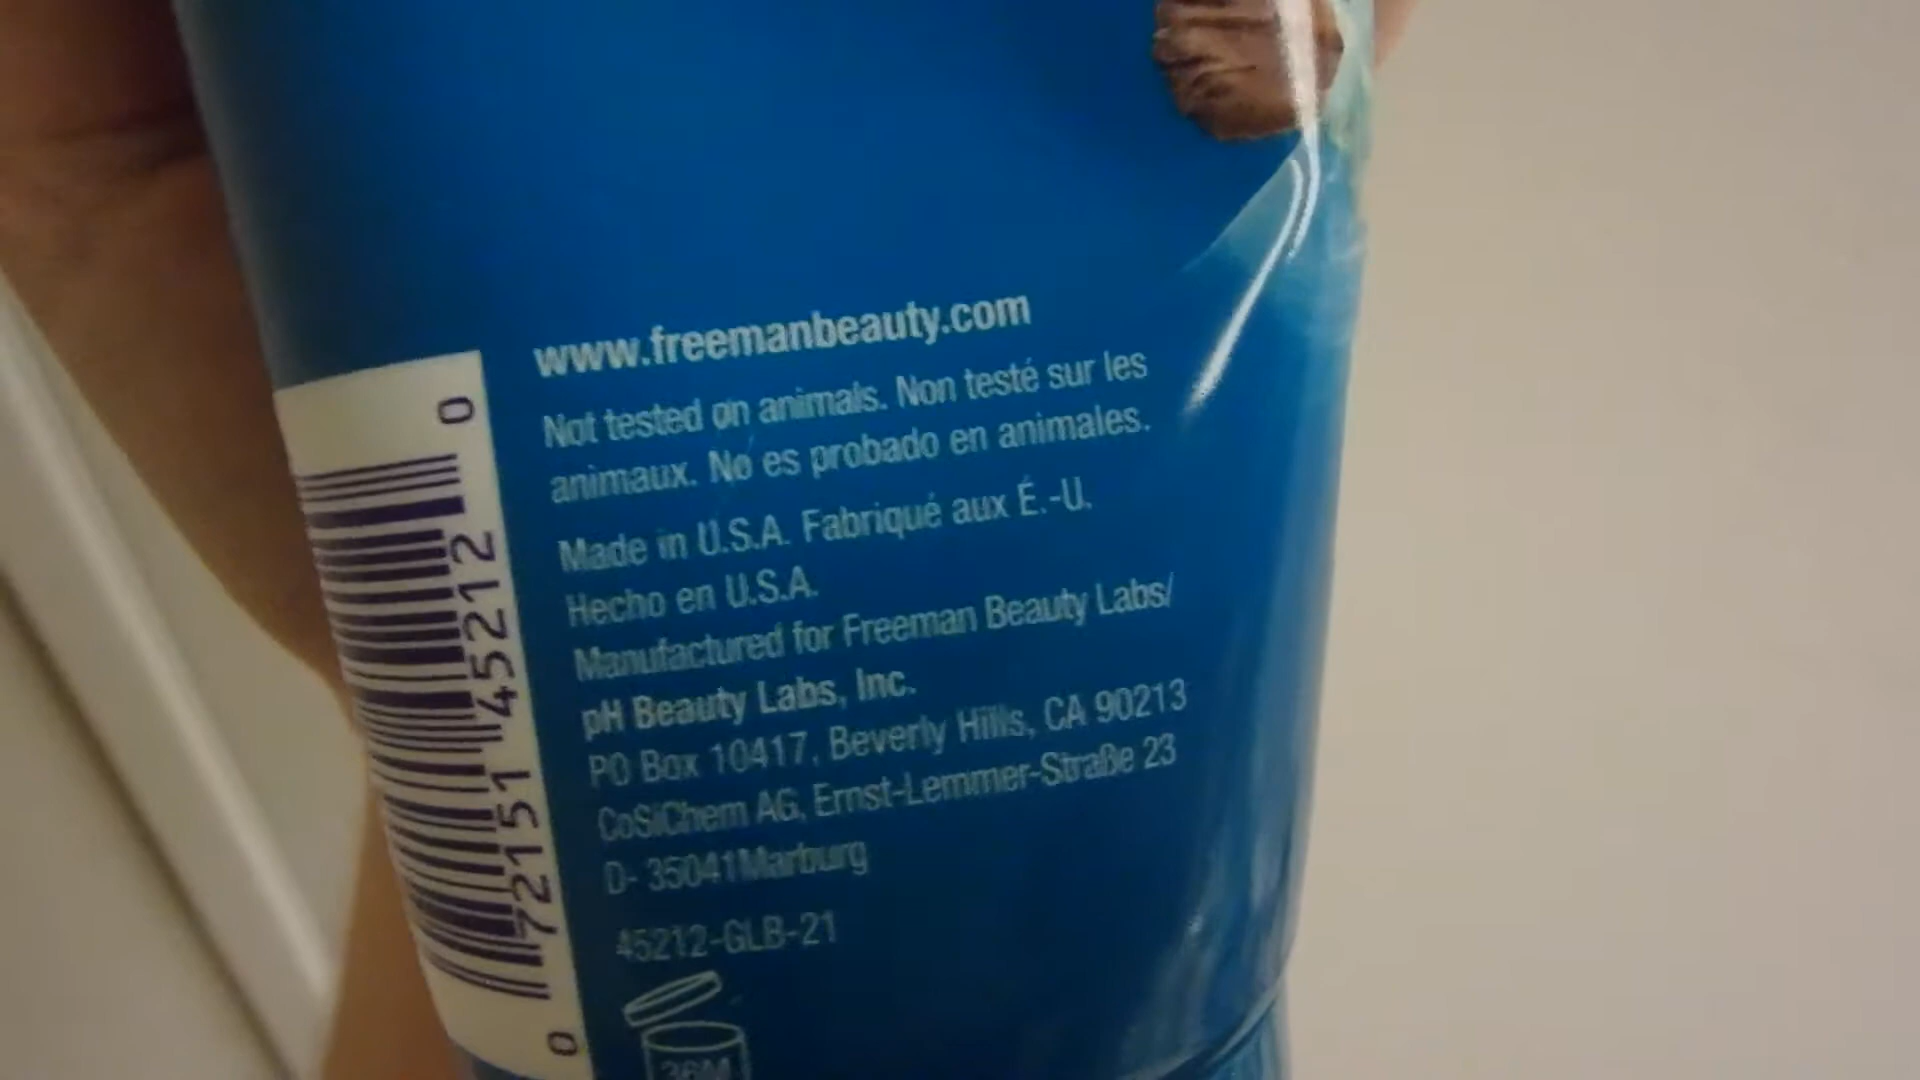 www.freemanbeauty.com
Not tested on animals. Non testé sur les
animaux. No es probado en animales.
Made in U.S.A. Fabriqué aux É.-U.
Hecho en U.S.A.
Manufactured for Freeman Beauty Labs/
pH Beauty Labs, Inc.
PO Box 10417, Beverly Hills, CA 90213
CoSiChem AG, Ernst-Lemmer-Straße 23
D- 35041Marburg
45212-GLB-21
36M
0 72151 45212 0